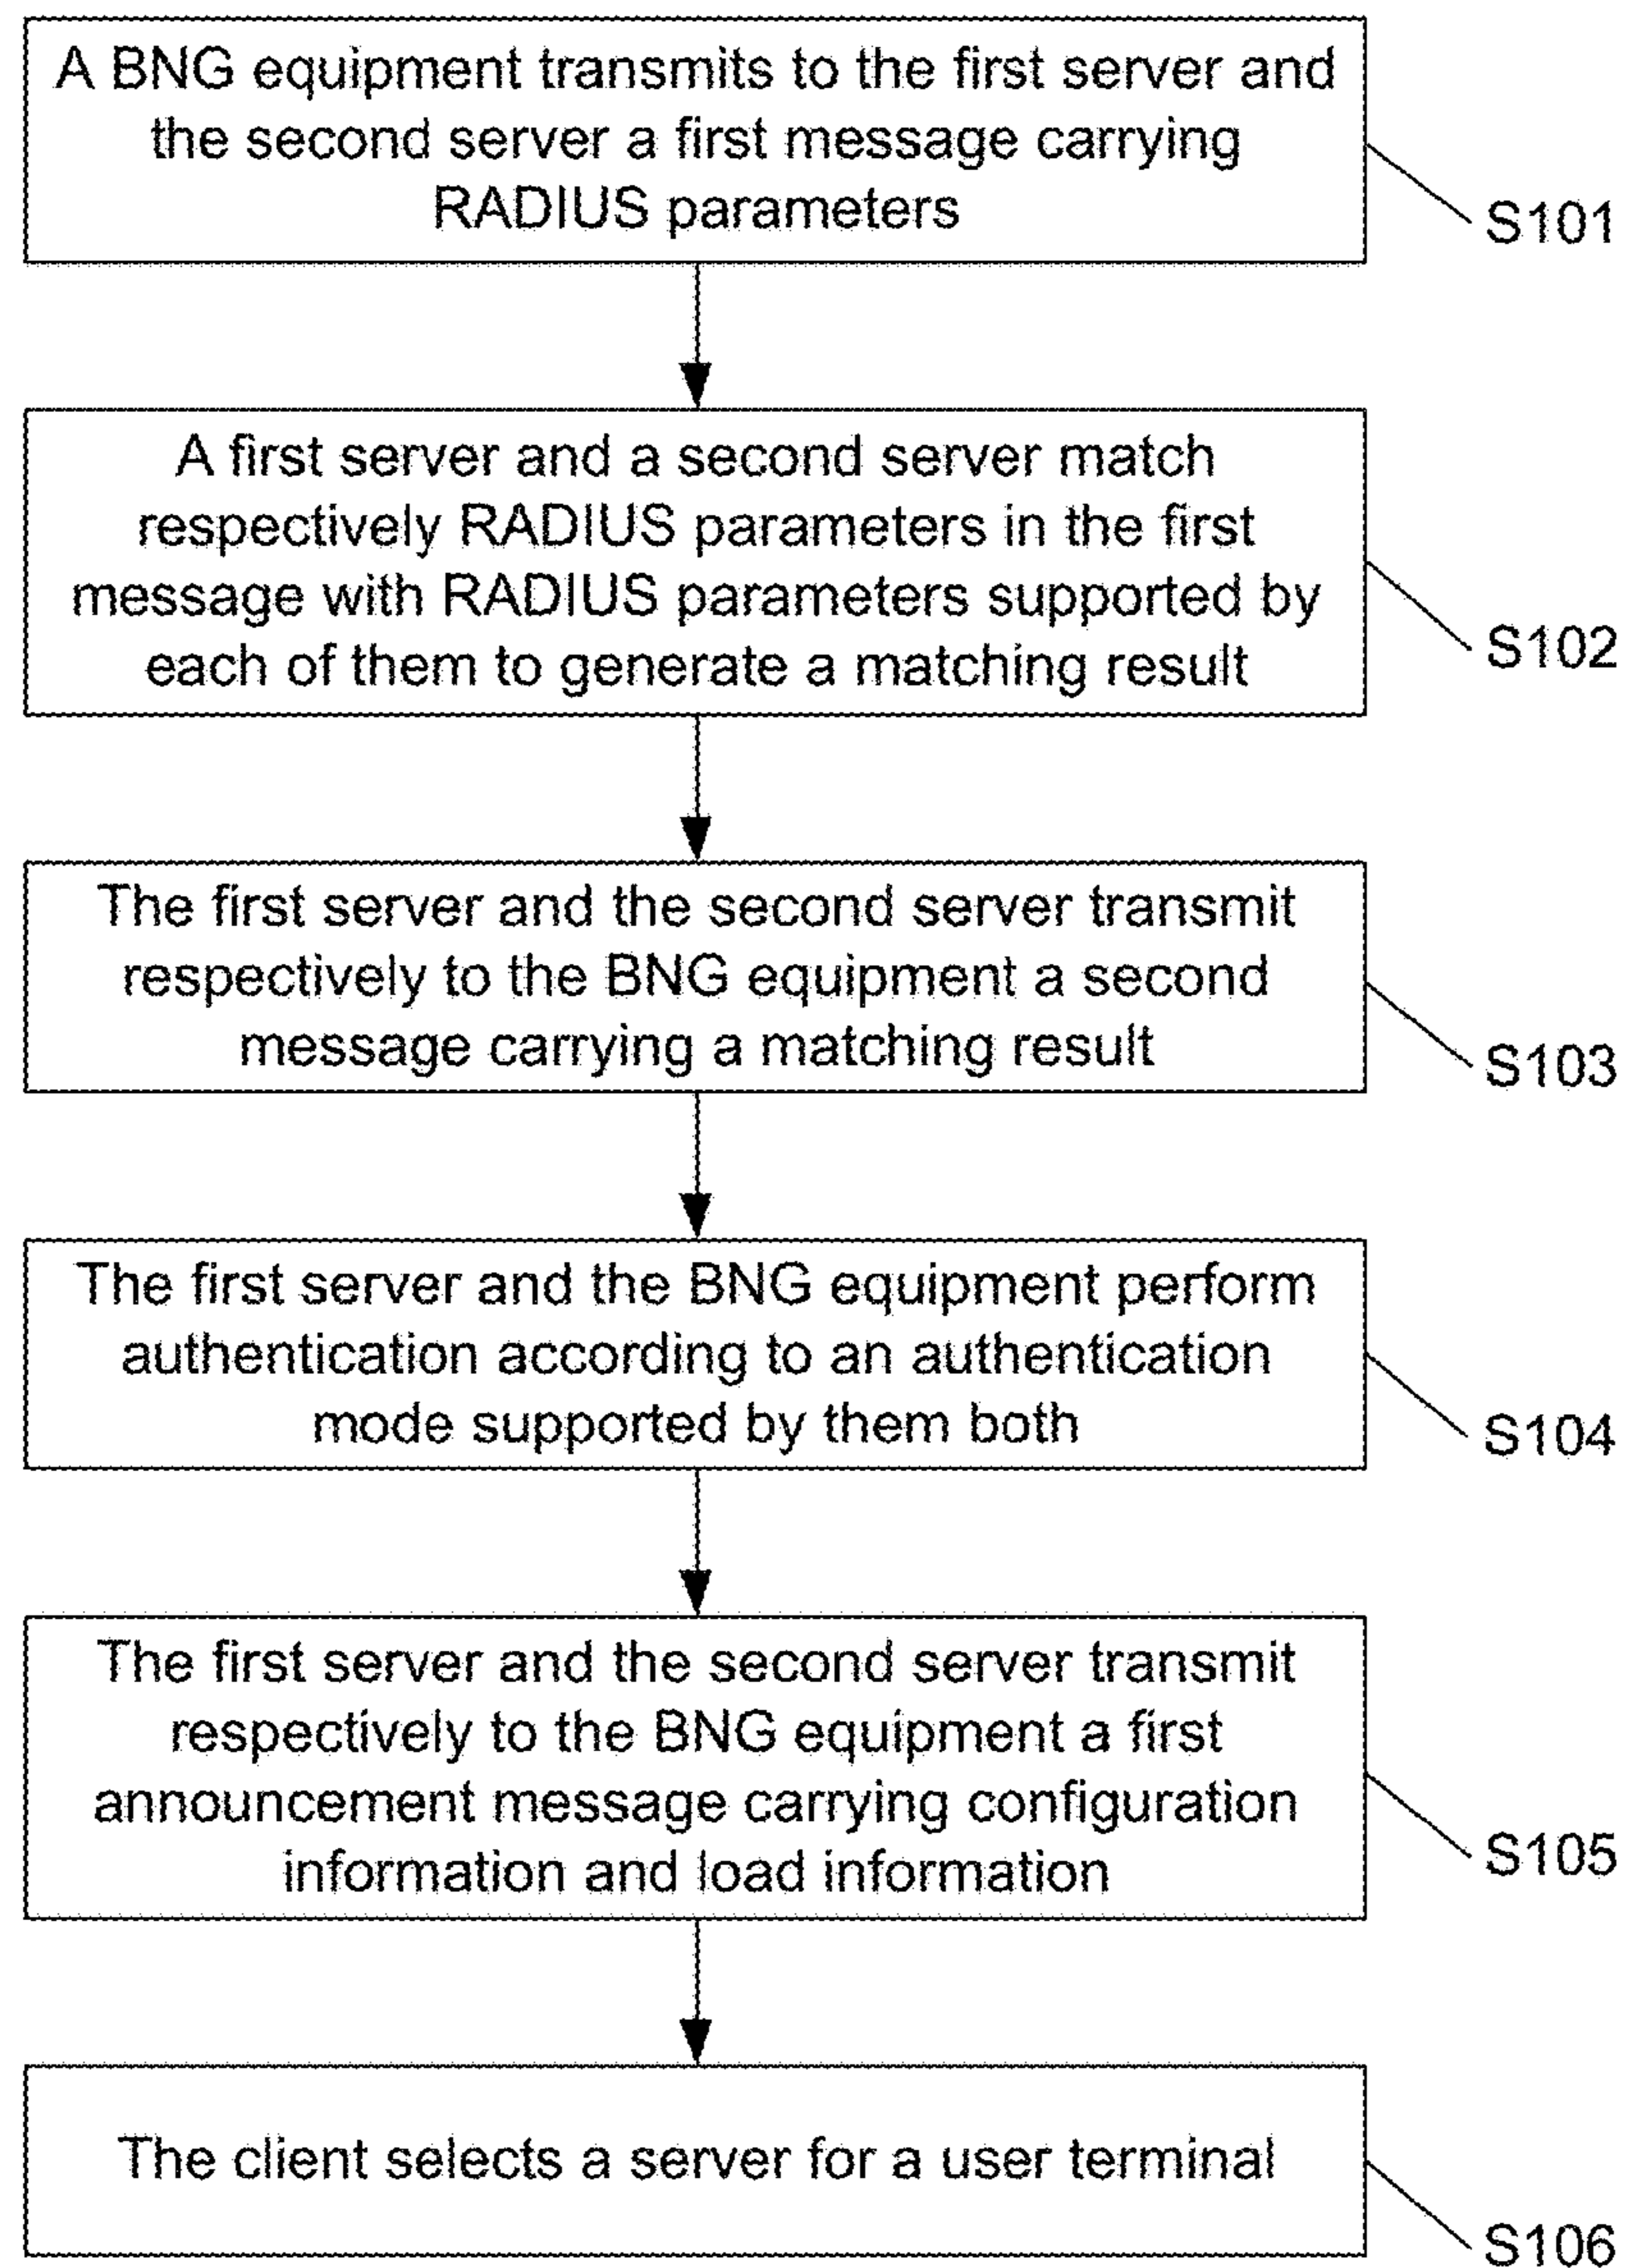 A BNG equipment transmits to the first server and
the second server a first message carrying
RADIUS parameters
S101
A first server and a second server match
respectively RADIUS parameters in the first
message with RADIUS parameters supported by
each of them to generate a matching result
S102
The first server and the second server transmit
respectively to the BNG equipment a second
message carrying a matching result
S103
The first server and the BNG equipment perform
authentication according to an authentication
mode supported by them both
S104
The first server and the second server transmit
respectively to the BNG equipment a first
announcement message carrying configuration
information and load information
S105
The client selects a server for a user terminal
S106